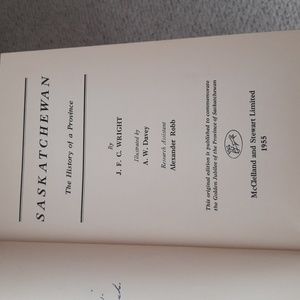 SASKATCHEWAN
The History of a Province
By
J. F. C. WRIGHT
Illustrated by
A. W. Davey
Research Assistant
Alexander Robb
This original edition is published to commemorate
the Golden Jubilee of the Province of Saskatchewan
McClelland and Stewart Limited
1955